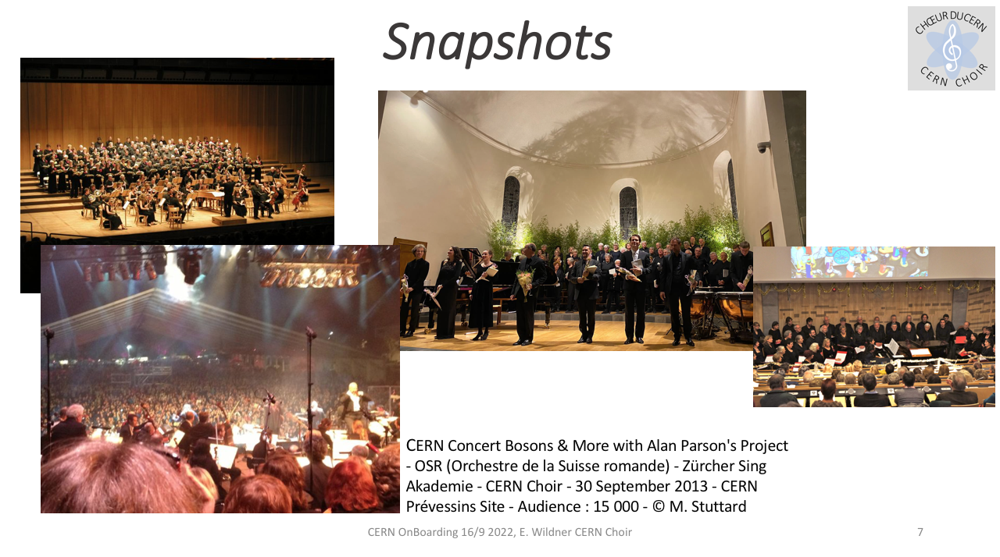 Snapshots
CHŒUR DU CERN
CERN CHOIR
CERN Concert Bosons & More with Alan Parson's Project
- OSR (Orchestre de la Suisse romande) - Zürcher Sing
Akademie - CERN Choir - 30 September 2013 - CERN
Prévessins Site - Audience : 15 000 - © M. Stuttard
CERN OnBoarding 16/9 2022, E. Wildner CERN Choir
7